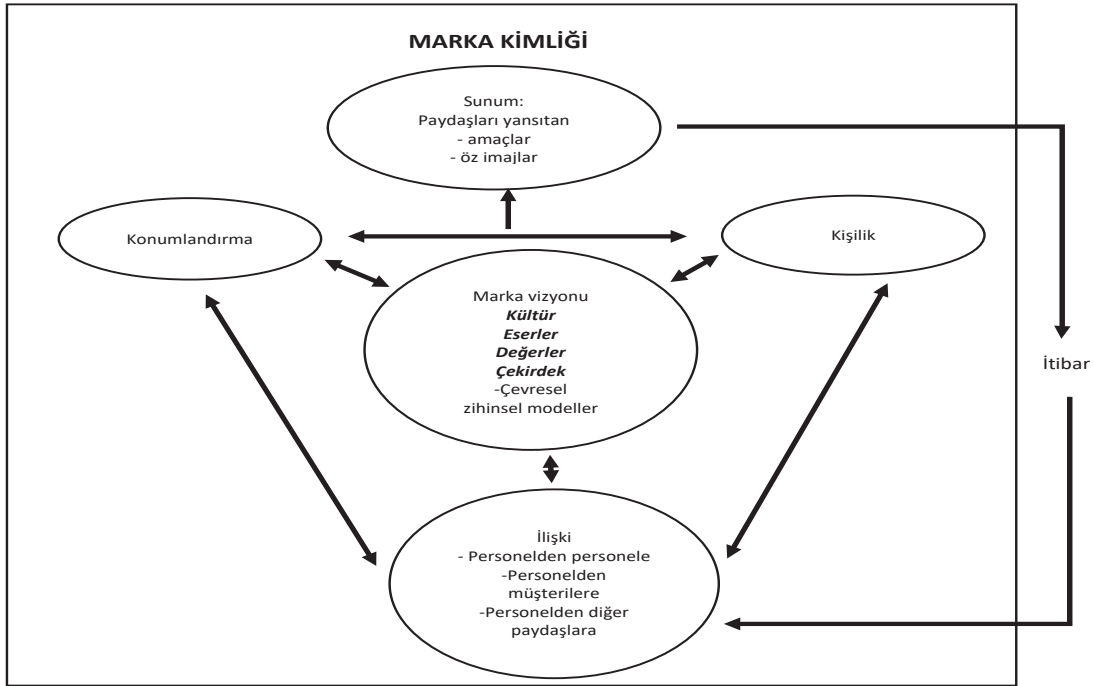 MARKA KİMLİĞİ
Sunum:
Paydaşları yansıtan
- amaçlar
- öz imajlar
Konumlandırma
Kişilik
Marka vizyonu
Kültür
Eserler
Değerler
Çekirdek
-Çevresel
zihinsel modeller
İtibar
İlişki
- Personelden personele
-Personelden
müşterilere
-Personelden diğer
paydaşlara